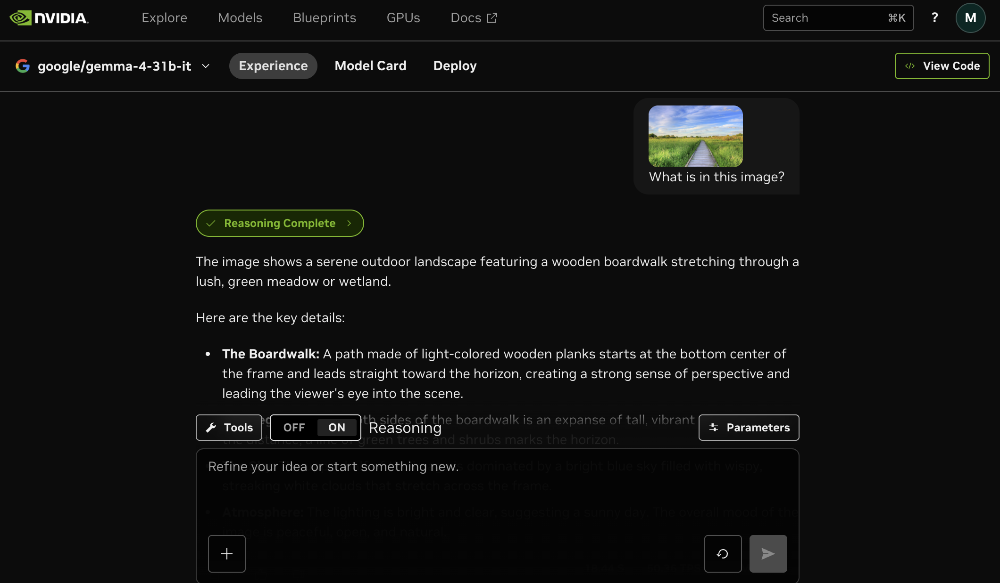 NVIDIA.
Explore
Models
Blueprints
GPUs
Docs
Search
⌘K
?
M
google/gemma-4-31b-it
Experience
Model Card
Deploy
</> View Code
What is in this image?
Reasoning Complete
The image shows a serene outdoor landscape featuring a wooden boardwalk stretching through a
lush, green meadow or wetland.
Here are the key details:
• The Boardwalk: A path made of light-colored wooden planks starts at the bottom center of
the frame and leads straight toward the horizon, creating a strong sense of perspective and
leading the viewer's eye into the scene.
sides of the boardwalk is an expanse of tall, vibrant
Tools
OFF
ON
Reasoning
Parameters
the distance, a line of green trees and shrubs marks the horizon.
Refine your idea or start something new.
dominated by a bright blue sky filled with wispy,
streaking white clouds that stretch across the frame.
• Atmosphere: The lighting is bright and clear, suggesting a sunny day. The overall mood of the
image is peaceful, open, and natural.